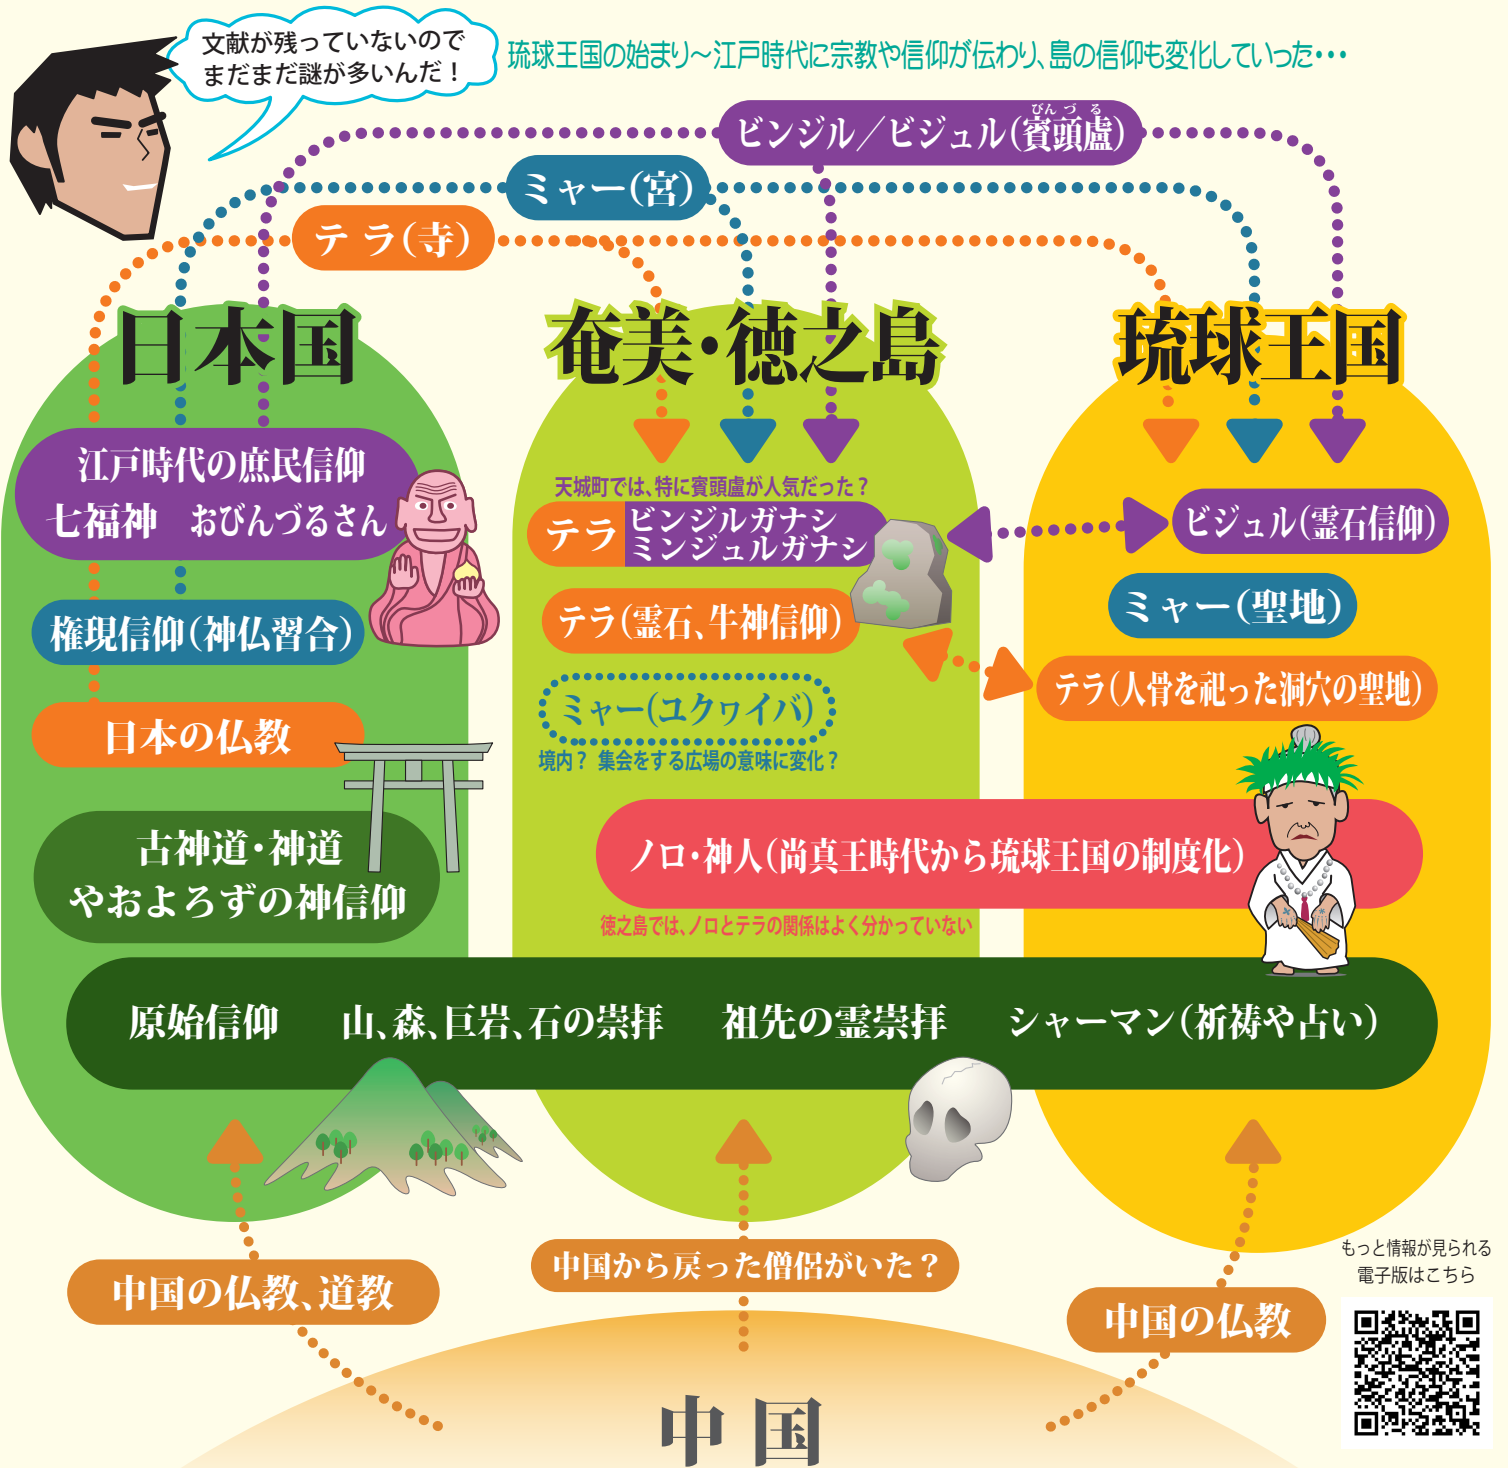 文献が残っていないので
まだまだ謎が多いんだ！
琉球王国の始まり～江戸時代に宗教や信仰が伝わり、島の信仰も変化していった・・・
びんづる
ビンジル／ビジュル(賓頭盧)
ミャー(宮)
テラ(寺)
日本国
奄美・徳之島
琉球王国
江戸時代の庶民信仰
七福神　おびんづるさん
権現信仰(神仏習合)
日本の仏教
古神道・神道
やおよろずの神信仰
天城町では、特に賓頭盧が人気だった？
テラ
ビンジルガナシ
ミンジュルガナシ
テラ(霊石、牛神信仰)
ミャー(ユクヮイバ)
境内？ 集会をする広場の意味に変化？
ビジュル(霊石信仰)
ミャー(聖地)
テラ(人骨を祀った洞穴の聖地)
ノロ・神人(尚真王時代から琉球王国の制度化)
徳之島では、ノロとテラの関係はよく分かっていない
原始信仰　山、森、巨岩、石の崇拝　祖先の霊崇拝　シャーマン(祈祷や占い)
中国の仏教、道教
中国から戻った僧侶がいた？
中国の仏教
もっと情報が見られる
電子版はこちら
中国